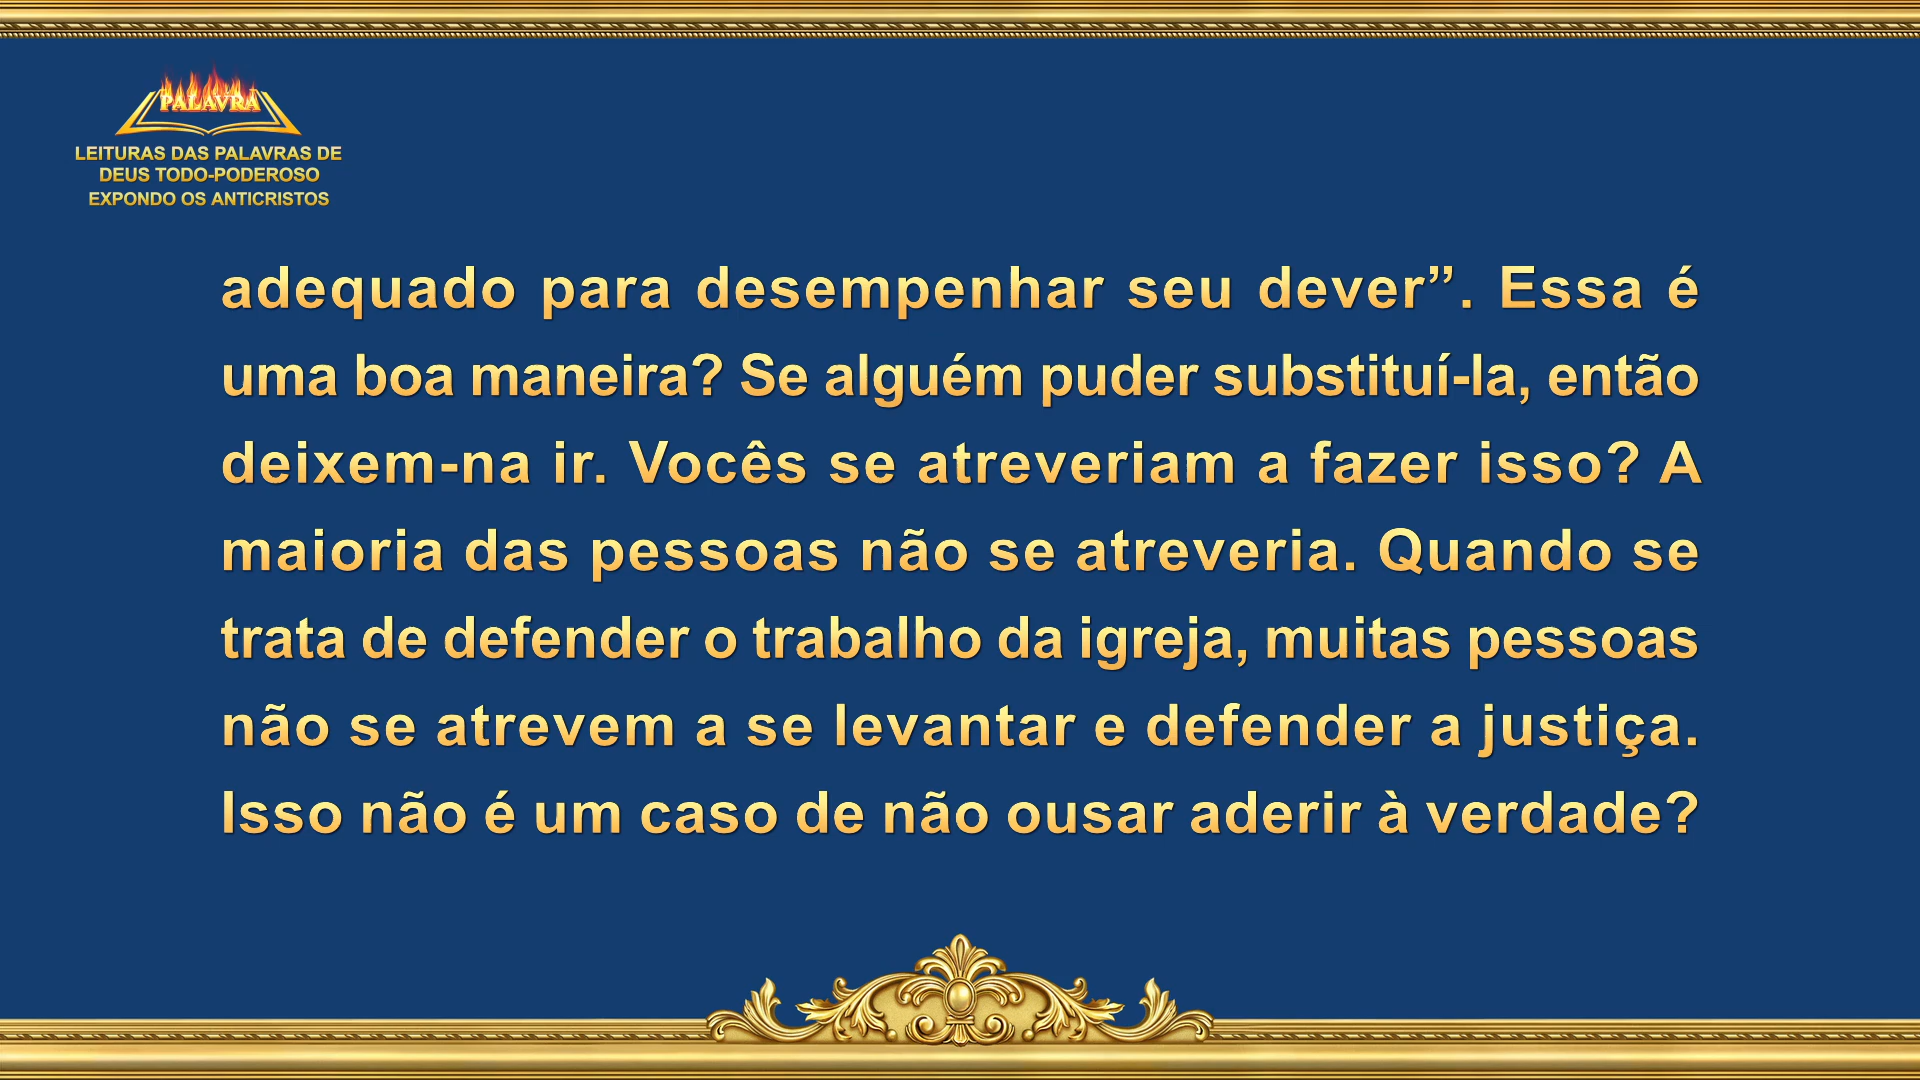 PALAVRA
LEITURAS DAS PALAVRAS DE
DEUS TODO-PODEROSO
EXPONDO OS ANTICRISTOS
adequado para desempenhar seu dever”. Essa é
uma boa maneira? Se alguém puder substituí-la, então
deixem-na ir. Vocês se atreveriam a fazer isso? A
maioria das pessoas não se atreveria. Quando se
trata de defender o trabalho da igreja, muitas pessoas
não se atrevem a se levantar e defender a justiça.
Isso não é um caso de não ousar aderir à verdade?